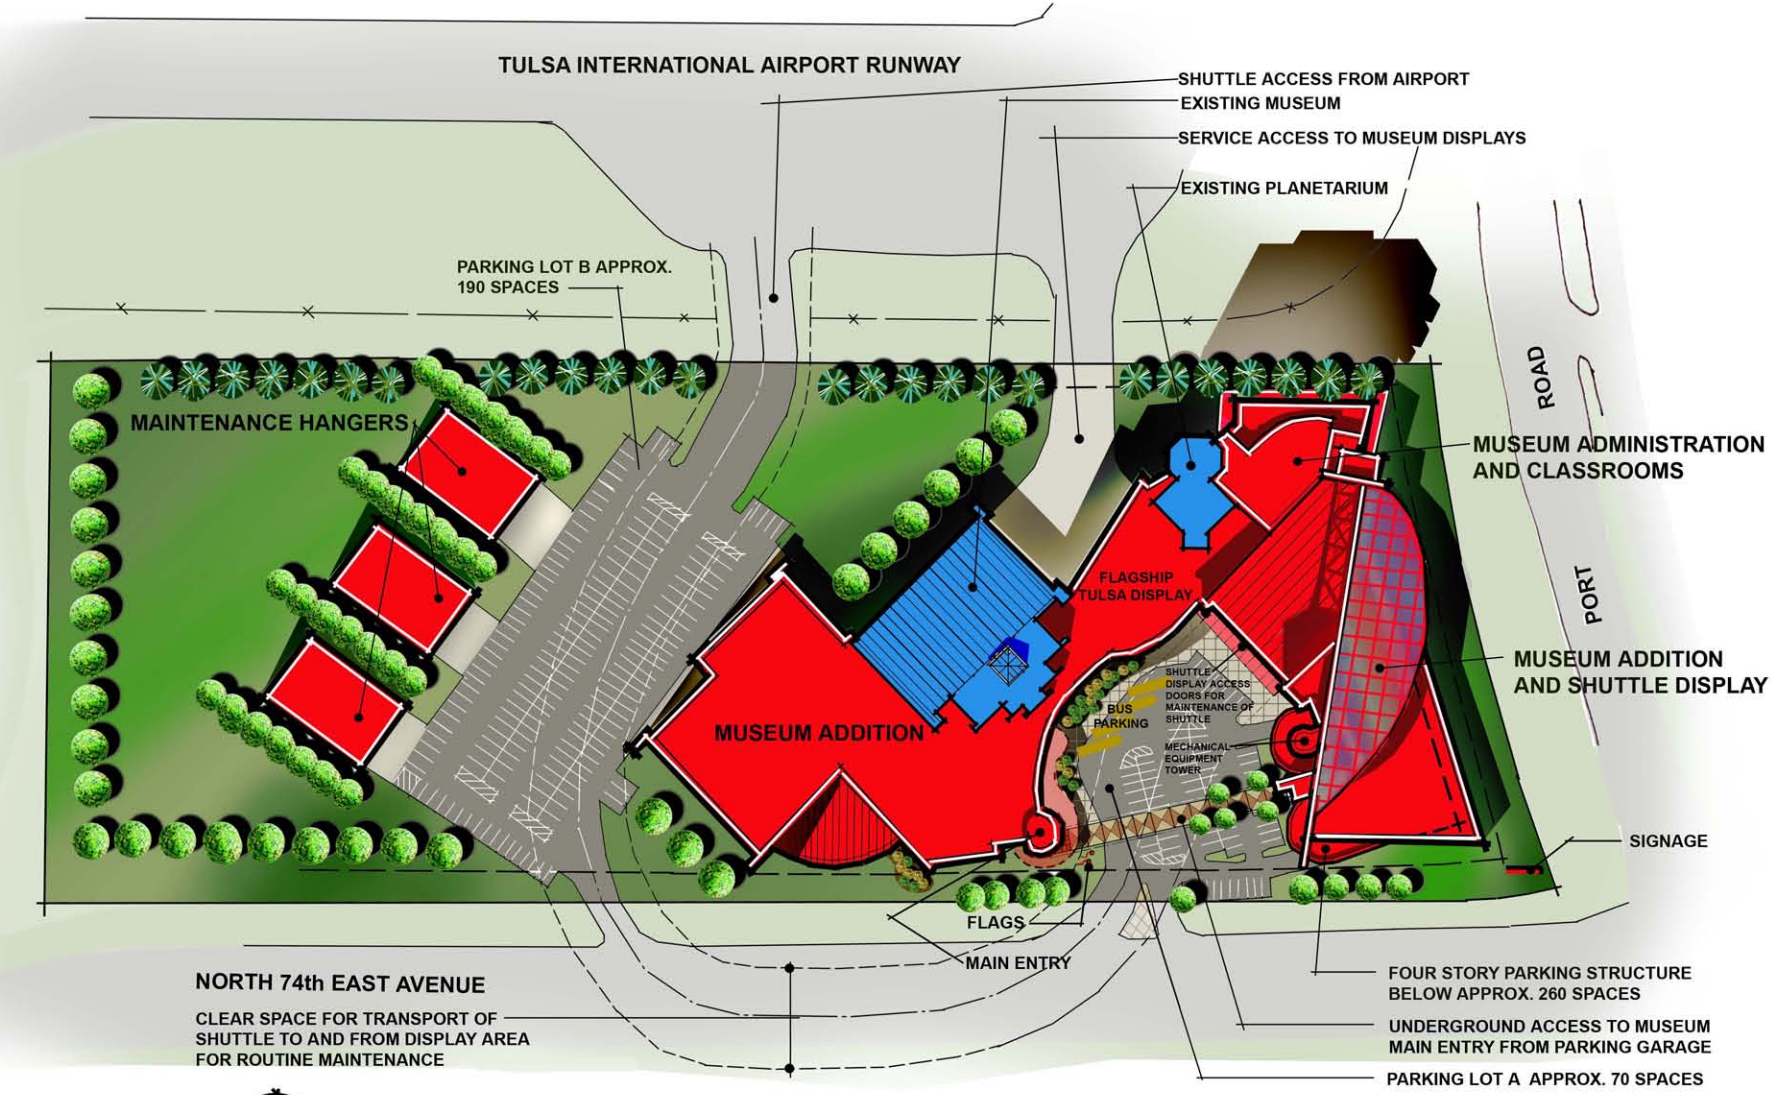 TULSA INTERNATIONAL AIRPORT RUNWAY
SHUTTLE ACCESS FROM AIRPORT
EXISTING MUSEUM
SERVICE ACCESS TO MUSEUM DISPLAYS
EXISTING PLANETARIUM
PARKING LOT B APPROX.
190 SPACES
MAINTENANCE HANGERS
PORT ROAD
MUSEUM ADMINISTRATION
AND CLASSROOMS
FLAGSHIP
TULSA DISPLAY
MUSEUM ADDITION
AND SHUTTLE DISPLAY
SHUTTLE
DISPLAY ACCESS
DOORS FOR
MAINTENANCE OF
SHUTTLE
BUS
PARKING
MUSEUM ADDITION
MECHANICAL
EQUIPMENT
TOWER
SIGNAGE
FLAGS
MAIN ENTRY
NORTH 74th EAST AVENUE
CLEAR SPACE FOR TRANSPORT OF
SHUTTLE TO AND FROM DISPLAY AREA
FOR ROUTINE MAINTENANCE
FOUR STORY PARKING STRUCTURE
BELOW APPROX. 260 SPACES
UNDERGROUND ACCESS TO MUSEUM
MAIN ENTRY FROM PARKING GARAGE
PARKING LOT A APPROX. 70 SPACES